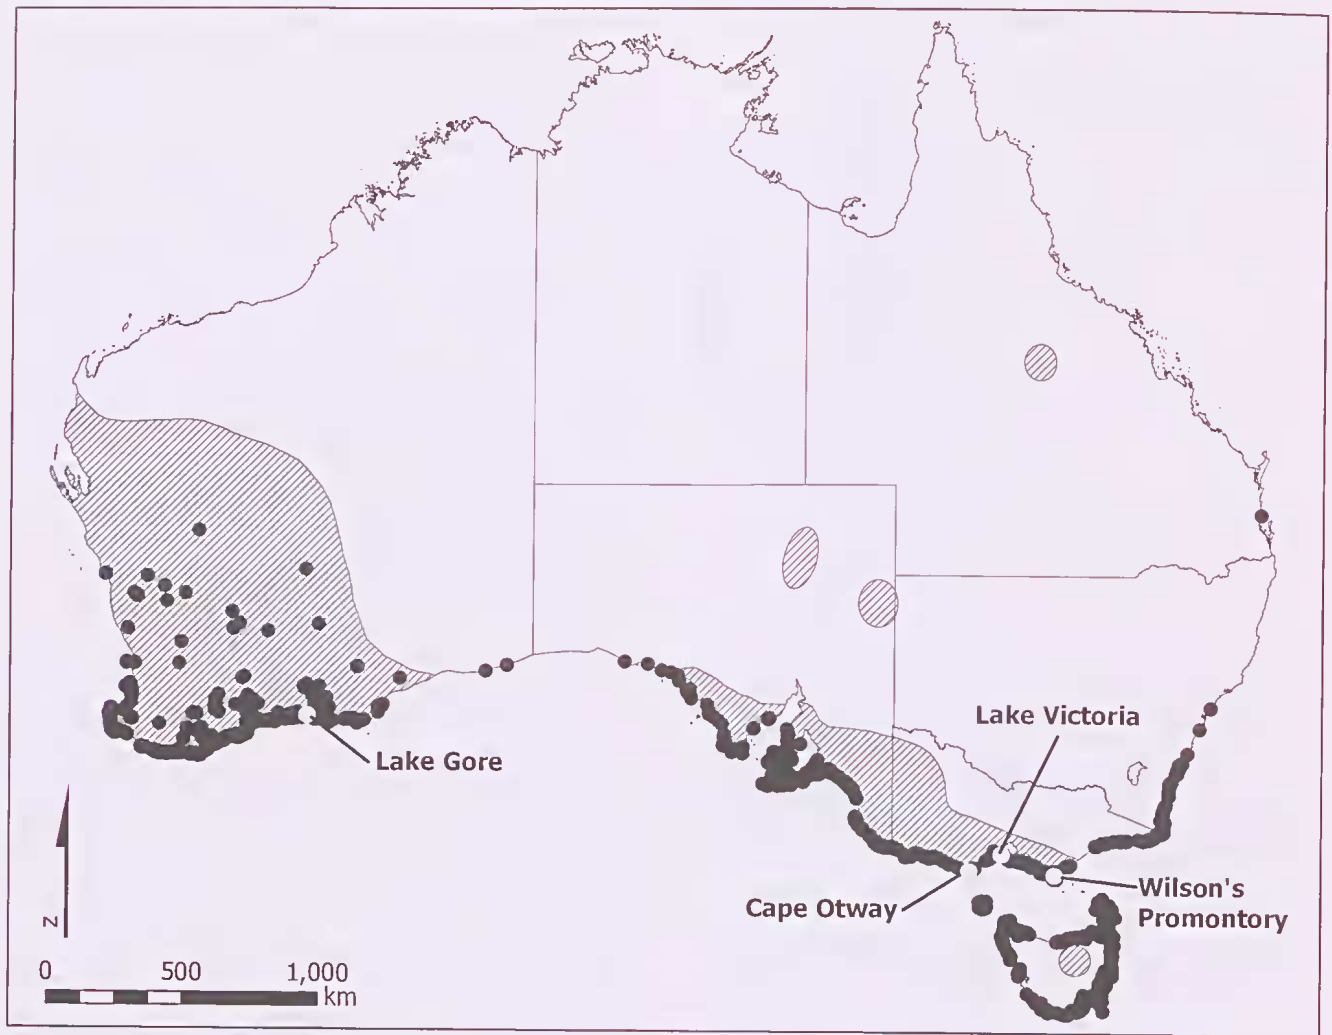 Lake Victoria
Lake Gore
Wilson's
Promontory
Cape Otway
N
0 500 1,000
km